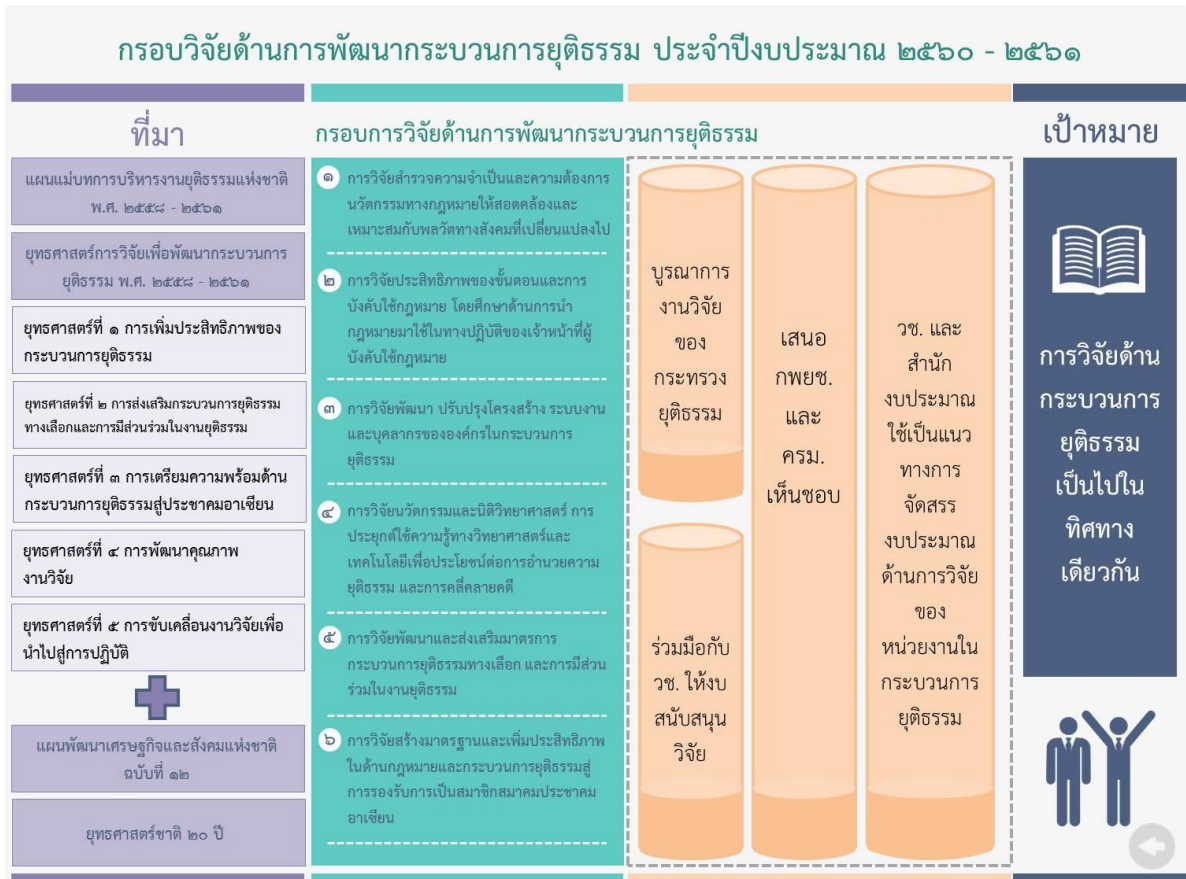 กรอบวิจัยด้านการพัฒนากระบวนการยุติธรรม ประจำปีงบประมาณ ๒๕๖๐ - ๒๕๖๑
ที่มา
แผนแม่บทการบริหารงานยุติธรรมแห่งชาติ
พ.ศ. ๒๕๕๘ - ๒๕๖๑
ยุทธศาสตร์การวิจัยเพื่อพัฒนากระบวนการ
ยุติธรรม พ.ศ. ๒๕๕๘ - ๒๕๖๑
ยุทธศาสตร์ที่ ๑ การเพิ่มประสิทธิภาพของ
กระบวนการยุติธรรม
ยุทธศาสตร์ที่ ๒ การส่งเสริมกระบวนการยุติธรรม
ทางเลือกและการมีส่วนร่วมในงานยุติธรรม
ยุทธศาสตร์ที่ ๓ การเตรียมความพร้อมด้าน
กระบวนการยุติธรรมสู่ประชาคมอาเซียน
ยุทธศาสตร์ที่ ๔ การพัฒนาคุณภาพ
งานวิจัย
ยุทธศาสตร์ที่ ๕ การขับเคลื่อนงานวิจัยเพื่อ
นำไปสู่การปฏิบัติ
แผนพัฒนาเศรษฐกิจและสังคมแห่งชาติ
ฉบับที่ ๑๒
ยุทธศาสตร์ชาติ ๒๐ ปี
กรอบการวิจัยด้านการพัฒนากระบวนการยุติธรรม
๑ การวิจัยสำรวจความจำเป็นและความต้องการ
นวัตกรรมทางกฎหมายให้สอดคล้องและ
เหมาะสมกับพลวัตทางสังคมที่เปลี่ยนแปลงไป
๒ การวิจัยประสิทธิภาพของขั้นตอนและการ
บังคับใช้กฎหมาย โดยศึกษาด้านการนำ
กฎหมายมาใช้ในทางปฏิบัติของเจ้าหน้าที่ผู้
บังคับใช้กฎหมาย
๓ การวิจัยพัฒนา ปรับปรุงโครงสร้าง ระบบงาน
และบุคลากรขององค์กรในกระบวนการ
ยุติธรรม
๔ การวิจัยนวัตกรรมและนิติวิทยาศาสตร์ การ
ประยุกต์ใช้ความรู้ทางวิทยาศาสตร์และ
เทคโนโลยีเพื่อประโยชน์ต่อการอำนวยความ
ยุติธรรม และการคลี่คลายคดี
๕ การวิจัยพัฒนาและส่งเสริมมาตรการ
กระบวนการยุติธรรมทางเลือก และการมีส่วน
ร่วมในงานยุติธรรม
๖ การวิจัยสร้างมาตรฐานและเพิ่มประสิทธิภาพ
ในด้านกฎหมายและกระบวนการยุติธรรมสู่
การรองรับการเป็นสมาชิกสมาคมประชาคม
อาเซียน
บูรณาการ
งานวิจัย
ของ
กระทรวง
ยุติธรรม
ร่วมมือกับ
วช. ให้งบ
สนับสนุน
วิจัย
เสนอ
กพยช.
และ
ครม.
เห็นชอบ
วช. และ
สำนัก
งบประมาณ
ใช้เป็นแนว
ทางการ
จัดสรร
งบประมาณ
ด้านการวิจัย
ของ
หน่วยงานใน
กระบวนการ
ยุติธรรม
เป้าหมาย
การวิจัยด้าน
กระบวนการ
ยุติธรรม
เป็นไปใน
ทิศทาง
เดียวกัน